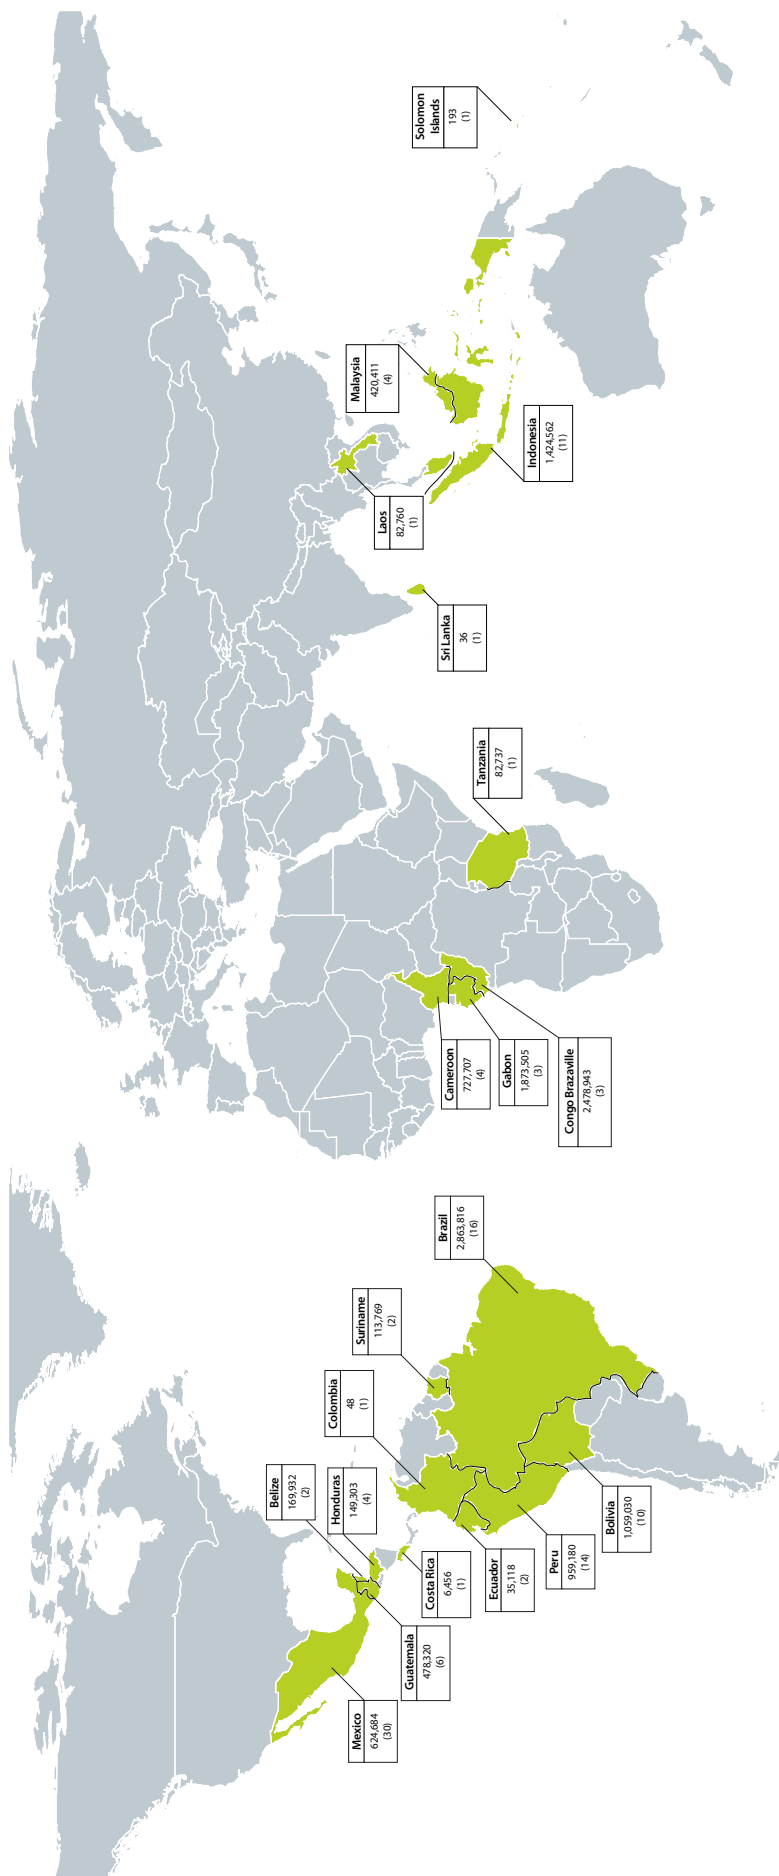 Mexico
624,684
(30)
Guatemala
478,320
(6)
Belize
169,932
(2)
Honduras
149,303
(4)
Costa Rica
6,456
(1)
Colombia
48
(1)
Ecuador
35,118
(2)
Peru
959,180
(14)
Bolivia
1,059,030
(10)
Suriname
113,769
(2)
Brazil
2,863,816
(16)
Cameroon
727,707
(4)
Gabon
1,873,505
(3)
Congo Brazaville
2,478,943
(3)
Tanzania
82,737
(1)
Sri Lanka
36
(1)
Laos
82,760
(1)
Malaysia
420,411
(4)
Indonesia
1,424,562
(11)
Solomon
Islands
193
(1)